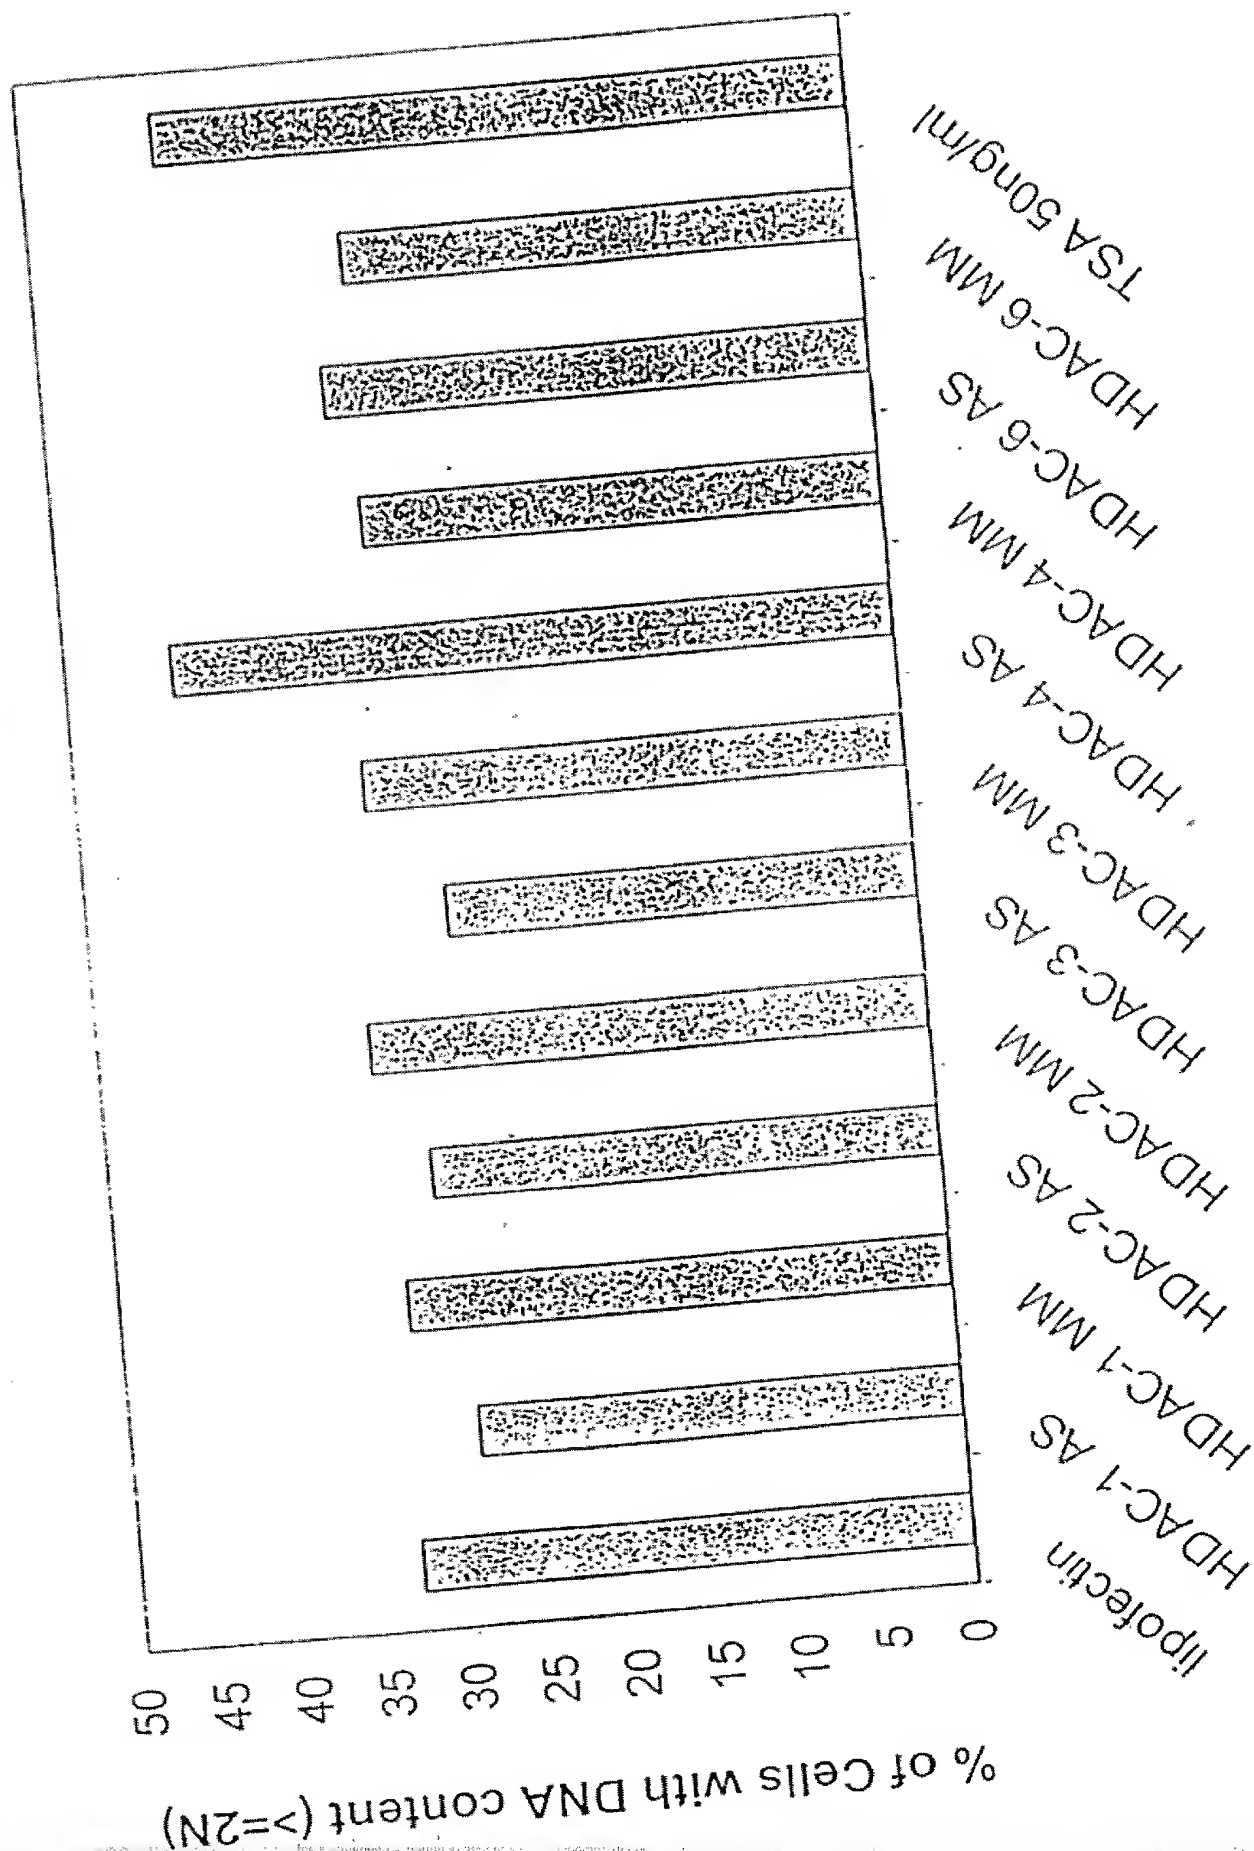 % of Cells with DNA content (>=2N)
50
45
40
35
30
25
20
15
10
5
0
lipofectin
HDAC-1 AS
HDAC-1 MM
HDAC-2 AS
HDAC-2 MM
HDAC-3 AS
HDAC-3 MM
HDAC-4 AS
HDAC-4 MM
HDAC-6 AS
HDAC-6 MM
TSA 50ng/ml